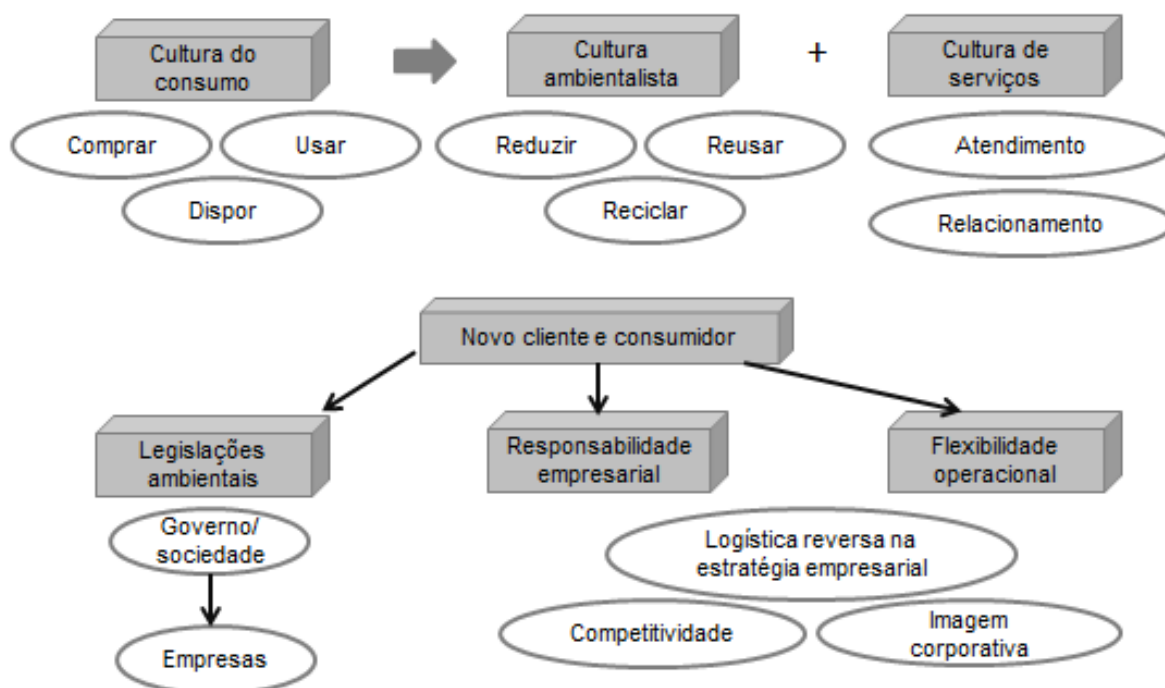 Cultura do
consumo
Cultura
ambientalista
+
Cultura de
serviços
Comprar
Usar
Dispor
Reduzir
Reusar
Reciclar
Atendimento
Relacionamento
Novo cliente e consumidor
Legislações
ambientais
Responsabilidade
empresarial
Flexibilidade
operacional
Governo/
sociedade
Empresas
Logística reversa na
estratégia empresarial
Competitividade
Imagem
corporativa